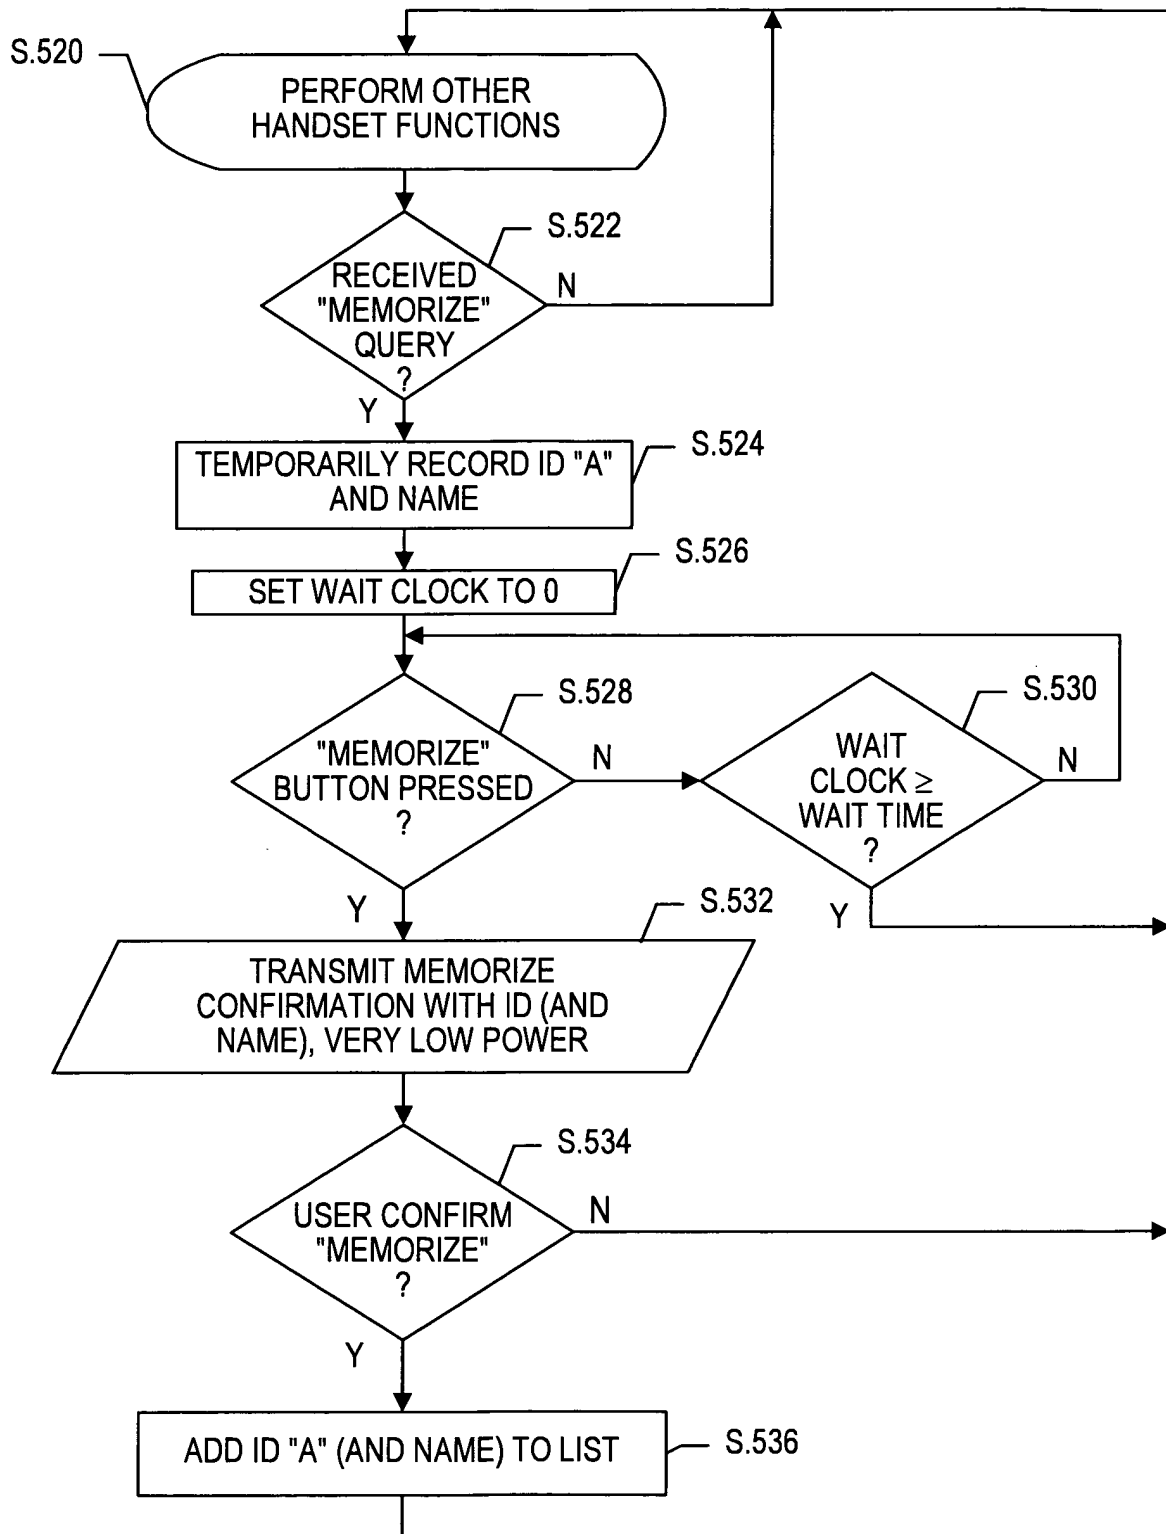 S.520
PERFORM OTHER
HANDSET FUNCTIONS
S.522
RECEIVED
"MEMORIZE"
QUERY
?
N
Y
S.524
TEMPORARILY RECORD ID "A"
AND NAME
S.526
SET WAIT CLOCK TO 0
S.528
"MEMORIZE"
BUTTON PRESSED
?
N
S.530
WAIT
CLOCK ≥
WAIT TIME
?
N
Y
Y
S.532
TRANSMIT MEMORIZE
CONFIRMATION WITH ID (AND
NAME), VERY LOW POWER
S.534
USER CONFIRM
"MEMORIZE"
?
N
Y
ADD ID "A" (AND NAME) TO LIST
S.536